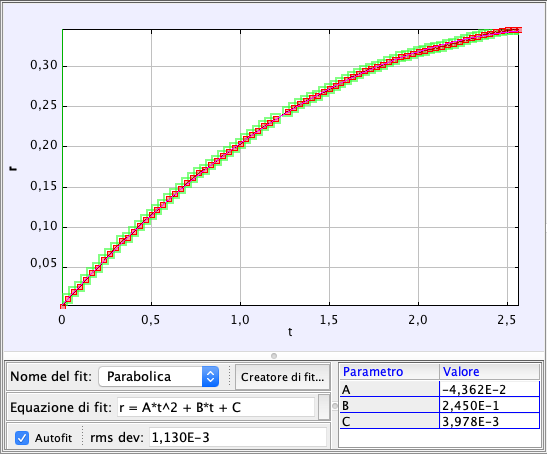 0,30
0,25
0,20
0,15
0,10
0,05
r
0 0,5 1,0 1,5 2,0 2,5
t
Nome del fit: Parabolica Creatore di fit...
Equazione di fit: r = A*t^2 + B*t + C
Autofit rms dev: 1,130E-3
Parametro Valore
A -4,362E-2
B 2,450E-1
C 3,978E-3